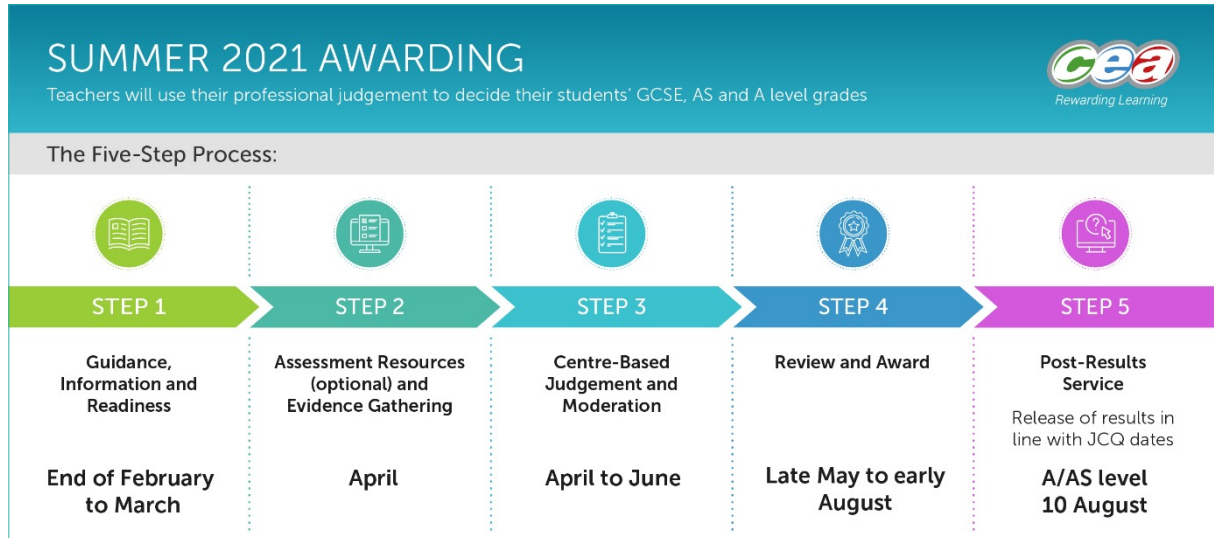 SUMMER 2021 AWARDING
Teachers will use their professional judgement to decide their students' GCSE, AS and A level grades
cea
Rewarding Learning
The Five-Step Process:
STEP 1
STEP 2
STEP 3
STEP 4
STEP 5
Guidance,
Information and
Readiness
End of February
to March
Assessment Resources
(optional) and
Evidence Gathering
April
Centre-Based
Judgement and
Moderation
April to June
Review and Award
Late May to early
August
Post-Results
Service
Release of results in
line with JCQ dates
A/AS level
10 August